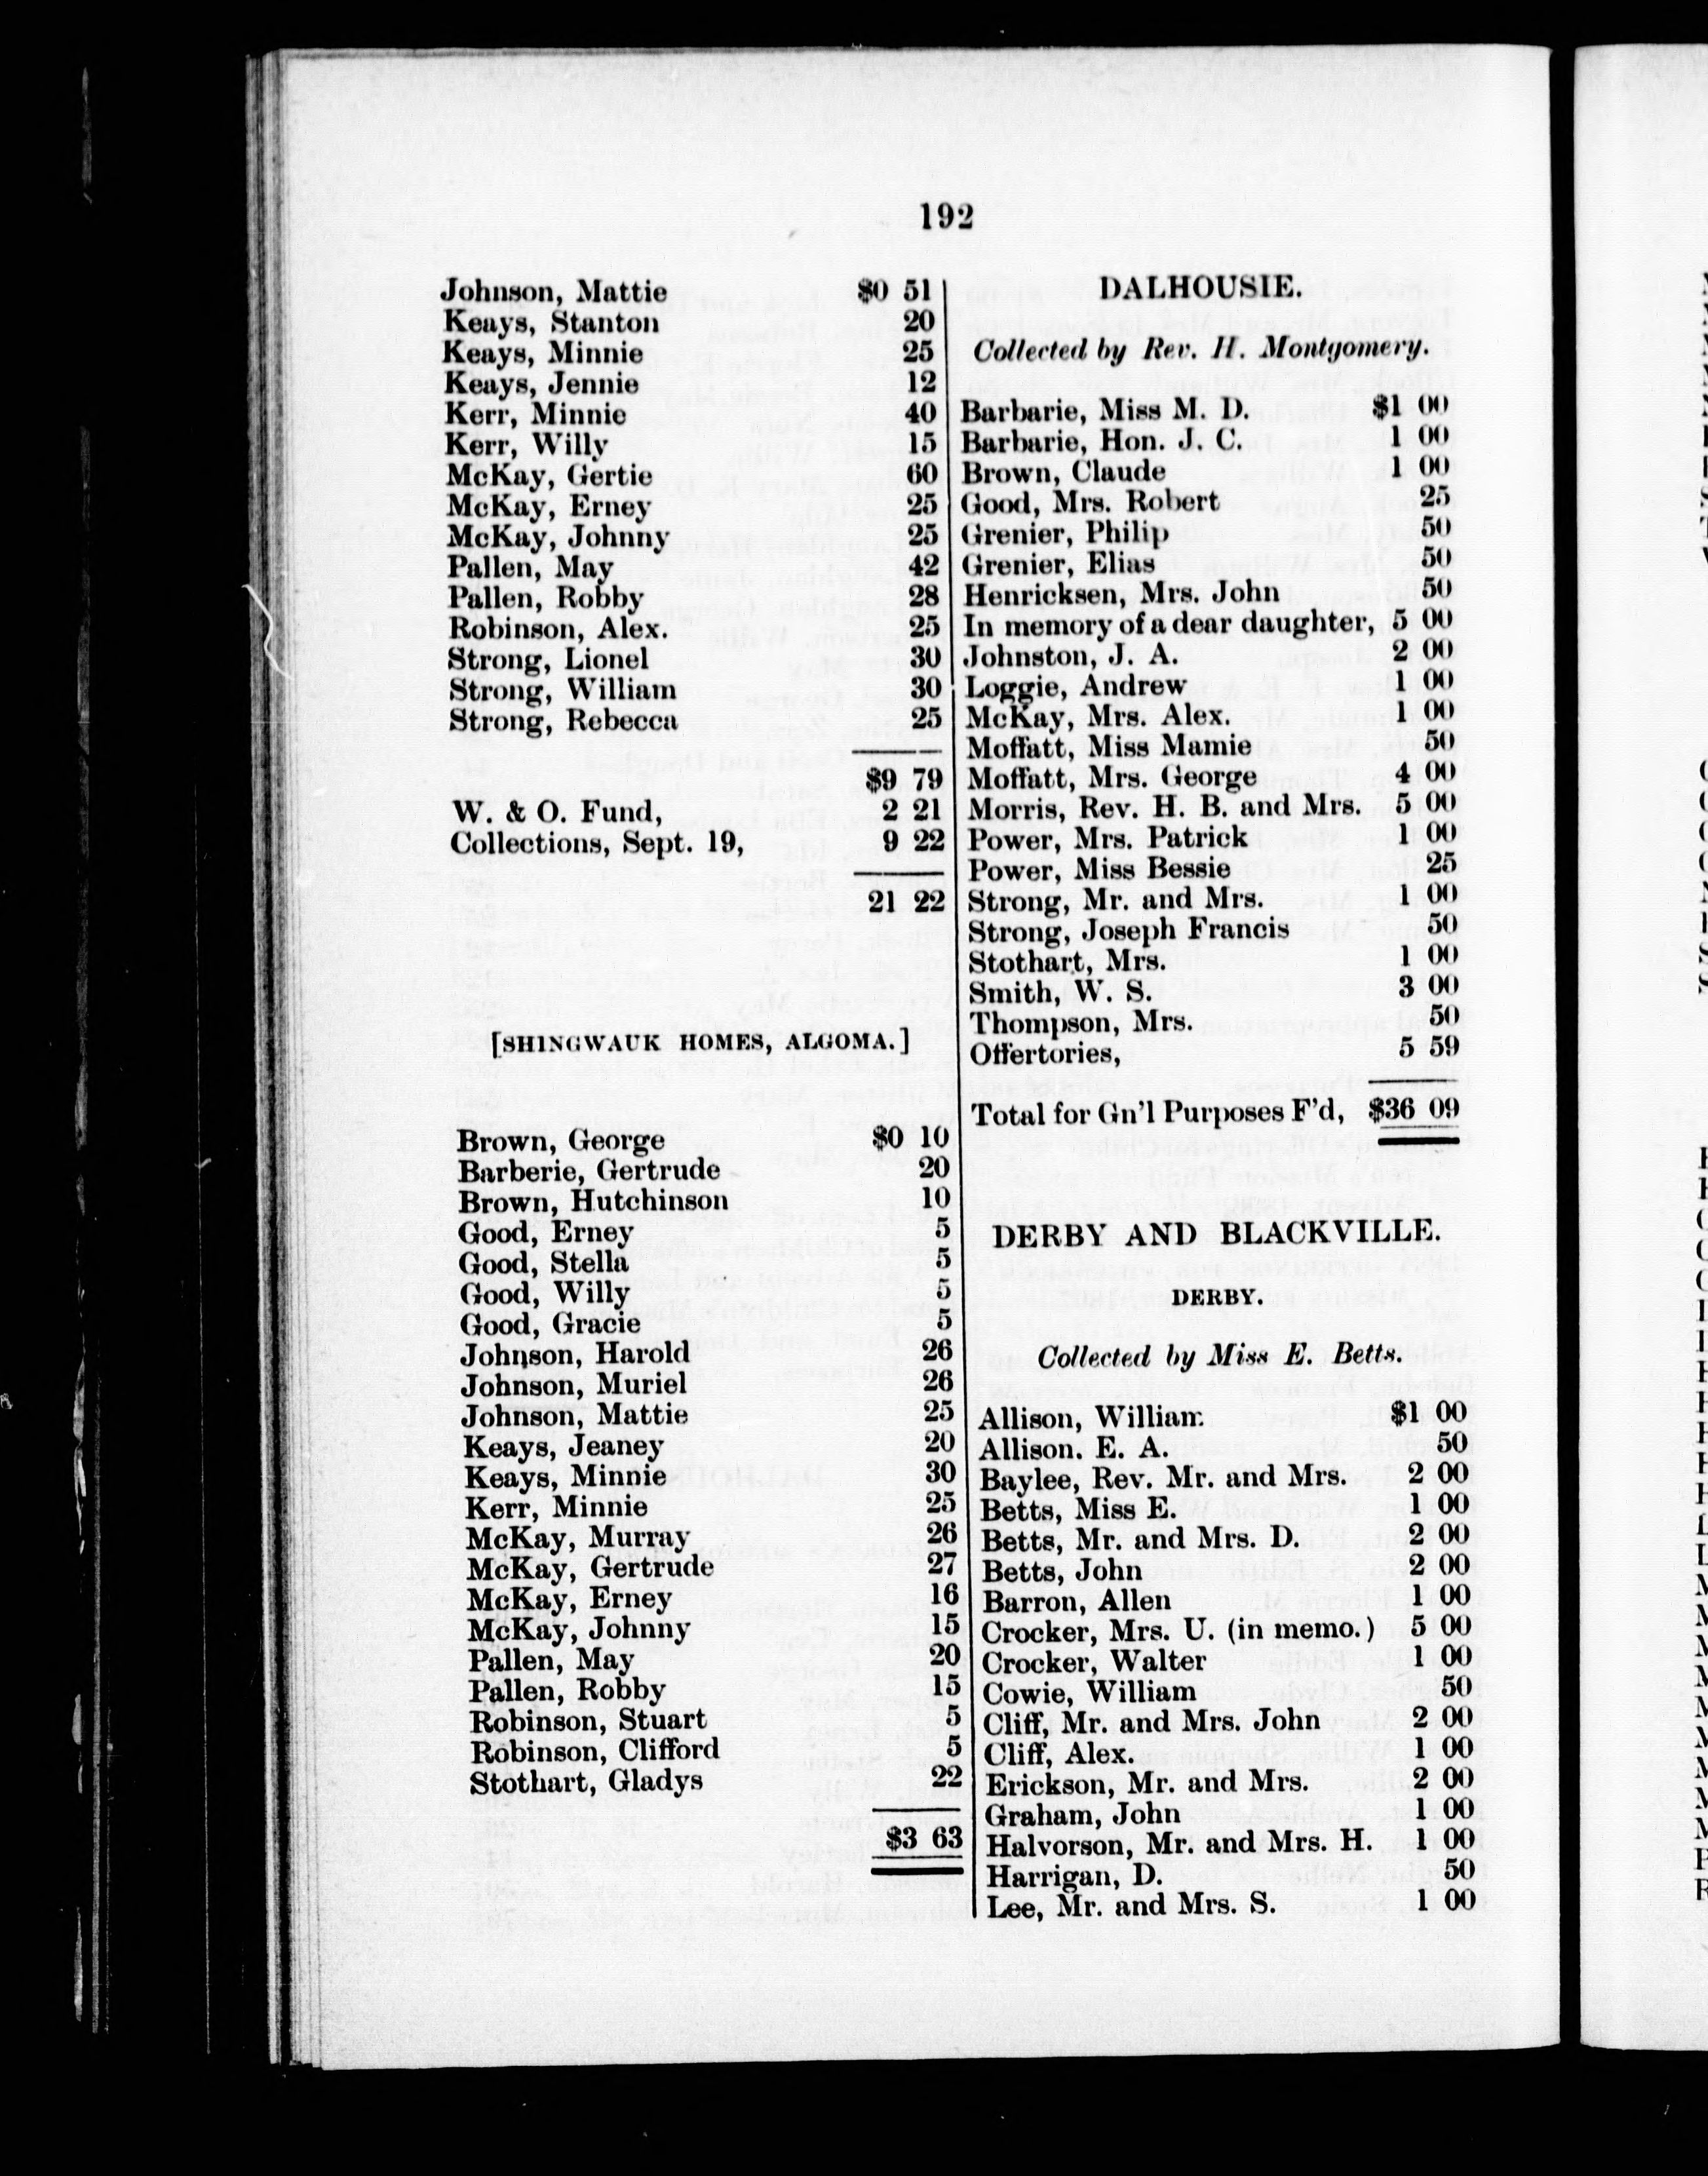 192
Johnson, Mattie $0 51
Keays, Stanton 20
Keays, Minnie 25
Keays, Jennie 12
Kerr, Minnie 40
Kerr, Willy 15
McKay, Gertie 60
McKay, Erney 25
McKay, Johnny 25
Pallen, May 42
Pallen, Robby 28
Robinson, Alex. 25
Strong, Lionel 30
Strong, William 30
Strong, Rebecca 25
$9 79
W. & O. Fund, 2 21
Collections, Sept. 19, 9 22
21 22
[SHINGWAUK HOMES, ALGOMA.]
Brown, George $0 10
Barberie, Gertrude 20
Brown, Hutchinson 10
Good, Erney 5
Good, Stella 5
Good, Willy 5
Good, Gracie 5
Johnson, Harold 26
Johnson, Muriel 26
Johnson, Mattie 25
Keays, Jeaney 20
Keays, Minnie 30
Kerr, Minnie 25
McKay, Murray 26
McKay, Gertrude 27
McKay, Erney 16
McKay, Johnny 15
Pallen, May 20
Pallen, Robby 15
Robinson, Stuart 5
Robinson, Clifford 5
Stothart, Gladys 22
$3 63
DALHOUSIE.
Collected by Rev. H. Montgomery.
Barbarie, Miss M. D. $1 00
Barbarie, Hon. J. C. 1 00
Brown, Claude 1 00
Good, Mrs. Robert 25
Grenier, Philip 50
Grenier, Elias 50
Henricksen, Mrs. John 50
In memory of a dear daughter, 5 00
Johnston, J. A. 2 00
Loggie, Andrew 1 00
McKay, Mrs. Alex. 1 00
Moffatt, Miss Mamie 50
Moffatt, Mrs. George 4 00
Morris, Rev. H. B. and Mrs. 5 00
Power, Mrs. Patrick 1 00
Power, Miss Bessie 25
Strong, Mr. and Mrs. 1 00
Strong, Joseph Francis 50
Stothart, Mrs. 1 00
Smith, W. S. 3 00
Thompson, Mrs. 50
Offertories, 5 59
Total for Gn'l Purposes F'd, $36 09
DERBY AND BLACKVILLE.
DERBY.
Collected by Miss E. Betts.
Allison, William $1 00
Allison. E. A. 50
Baylee, Rev. Mr. and Mrs. 2 00
Betts, Miss E. 1 00
Betts, Mr. and Mrs. D. 2 00
Betts, John 2 00
Barron, Allen 1 00
Crocker, Mrs. U. (in memo.) 5 00
Crocker, Walter 1 00
Cowie, William 50
Cliff, Mr. and Mrs. John 2 00
Cliff, Alex. 1 00
Erickson, Mr. and Mrs. 2 00
Graham, John 1 00
Halvorson, Mr. and Mrs. H. 1 00
Harrigan, D. 50
Lee, Mr. and Mrs. S. 1 00